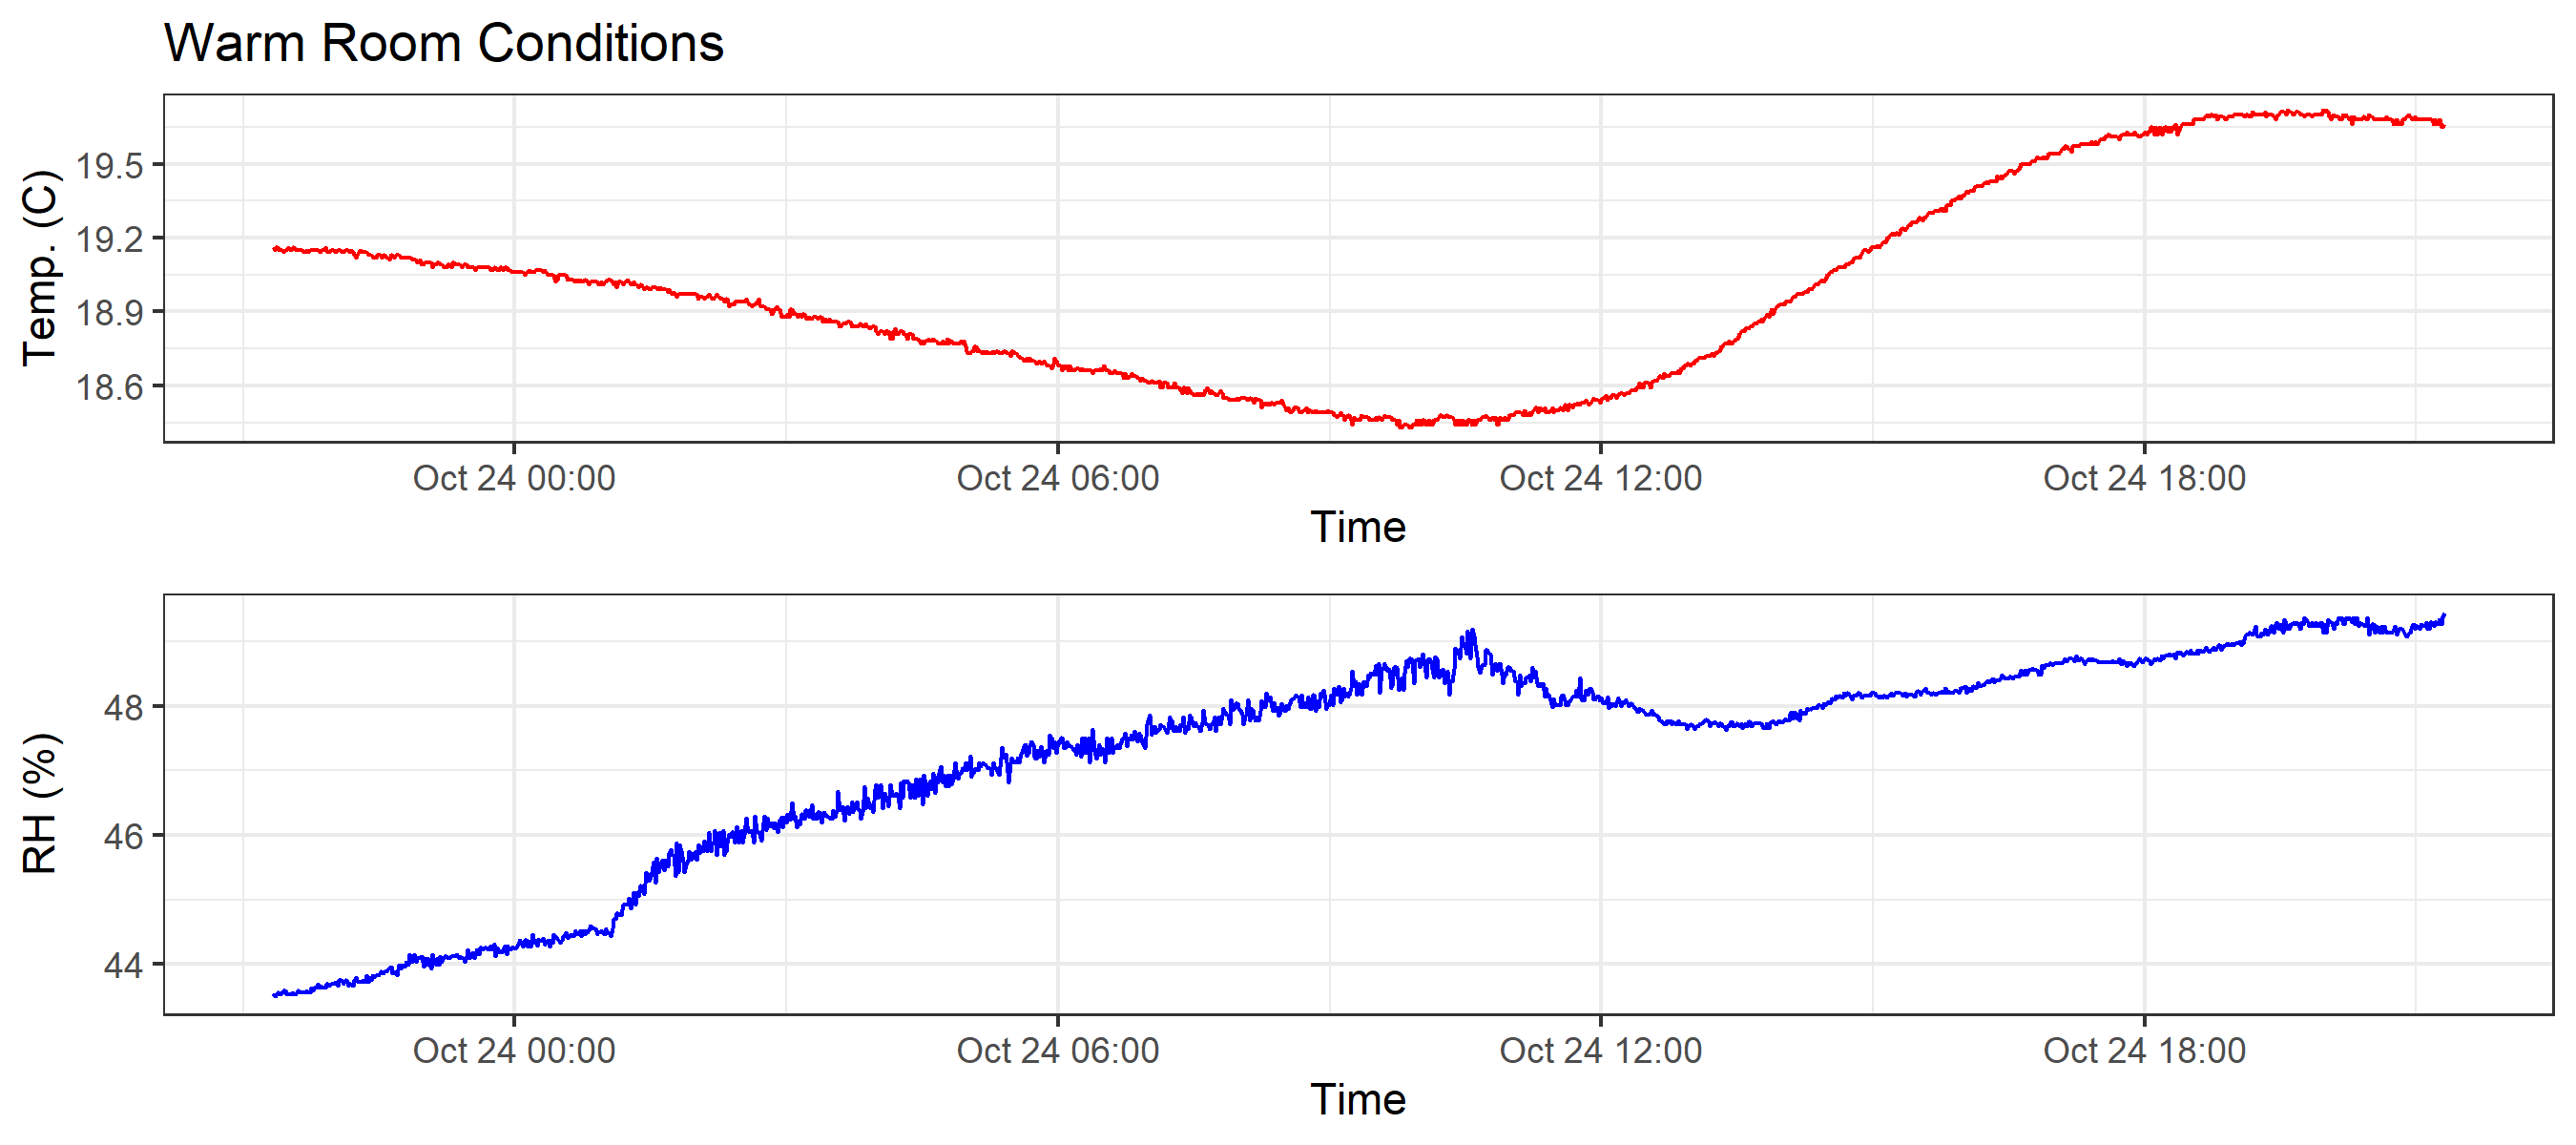 Warm Room Conditions
Temp. (C)
19.5
19.2
18.9
18.6
Oct 24 00:00 Oct 24 06:00 Oct 24 12:00 Oct 24 18:00
Time
RH (%)
48
46
44
Oct 24 00:00 Oct 24 06:00 Oct 24 12:00 Oct 24 18:00
Time